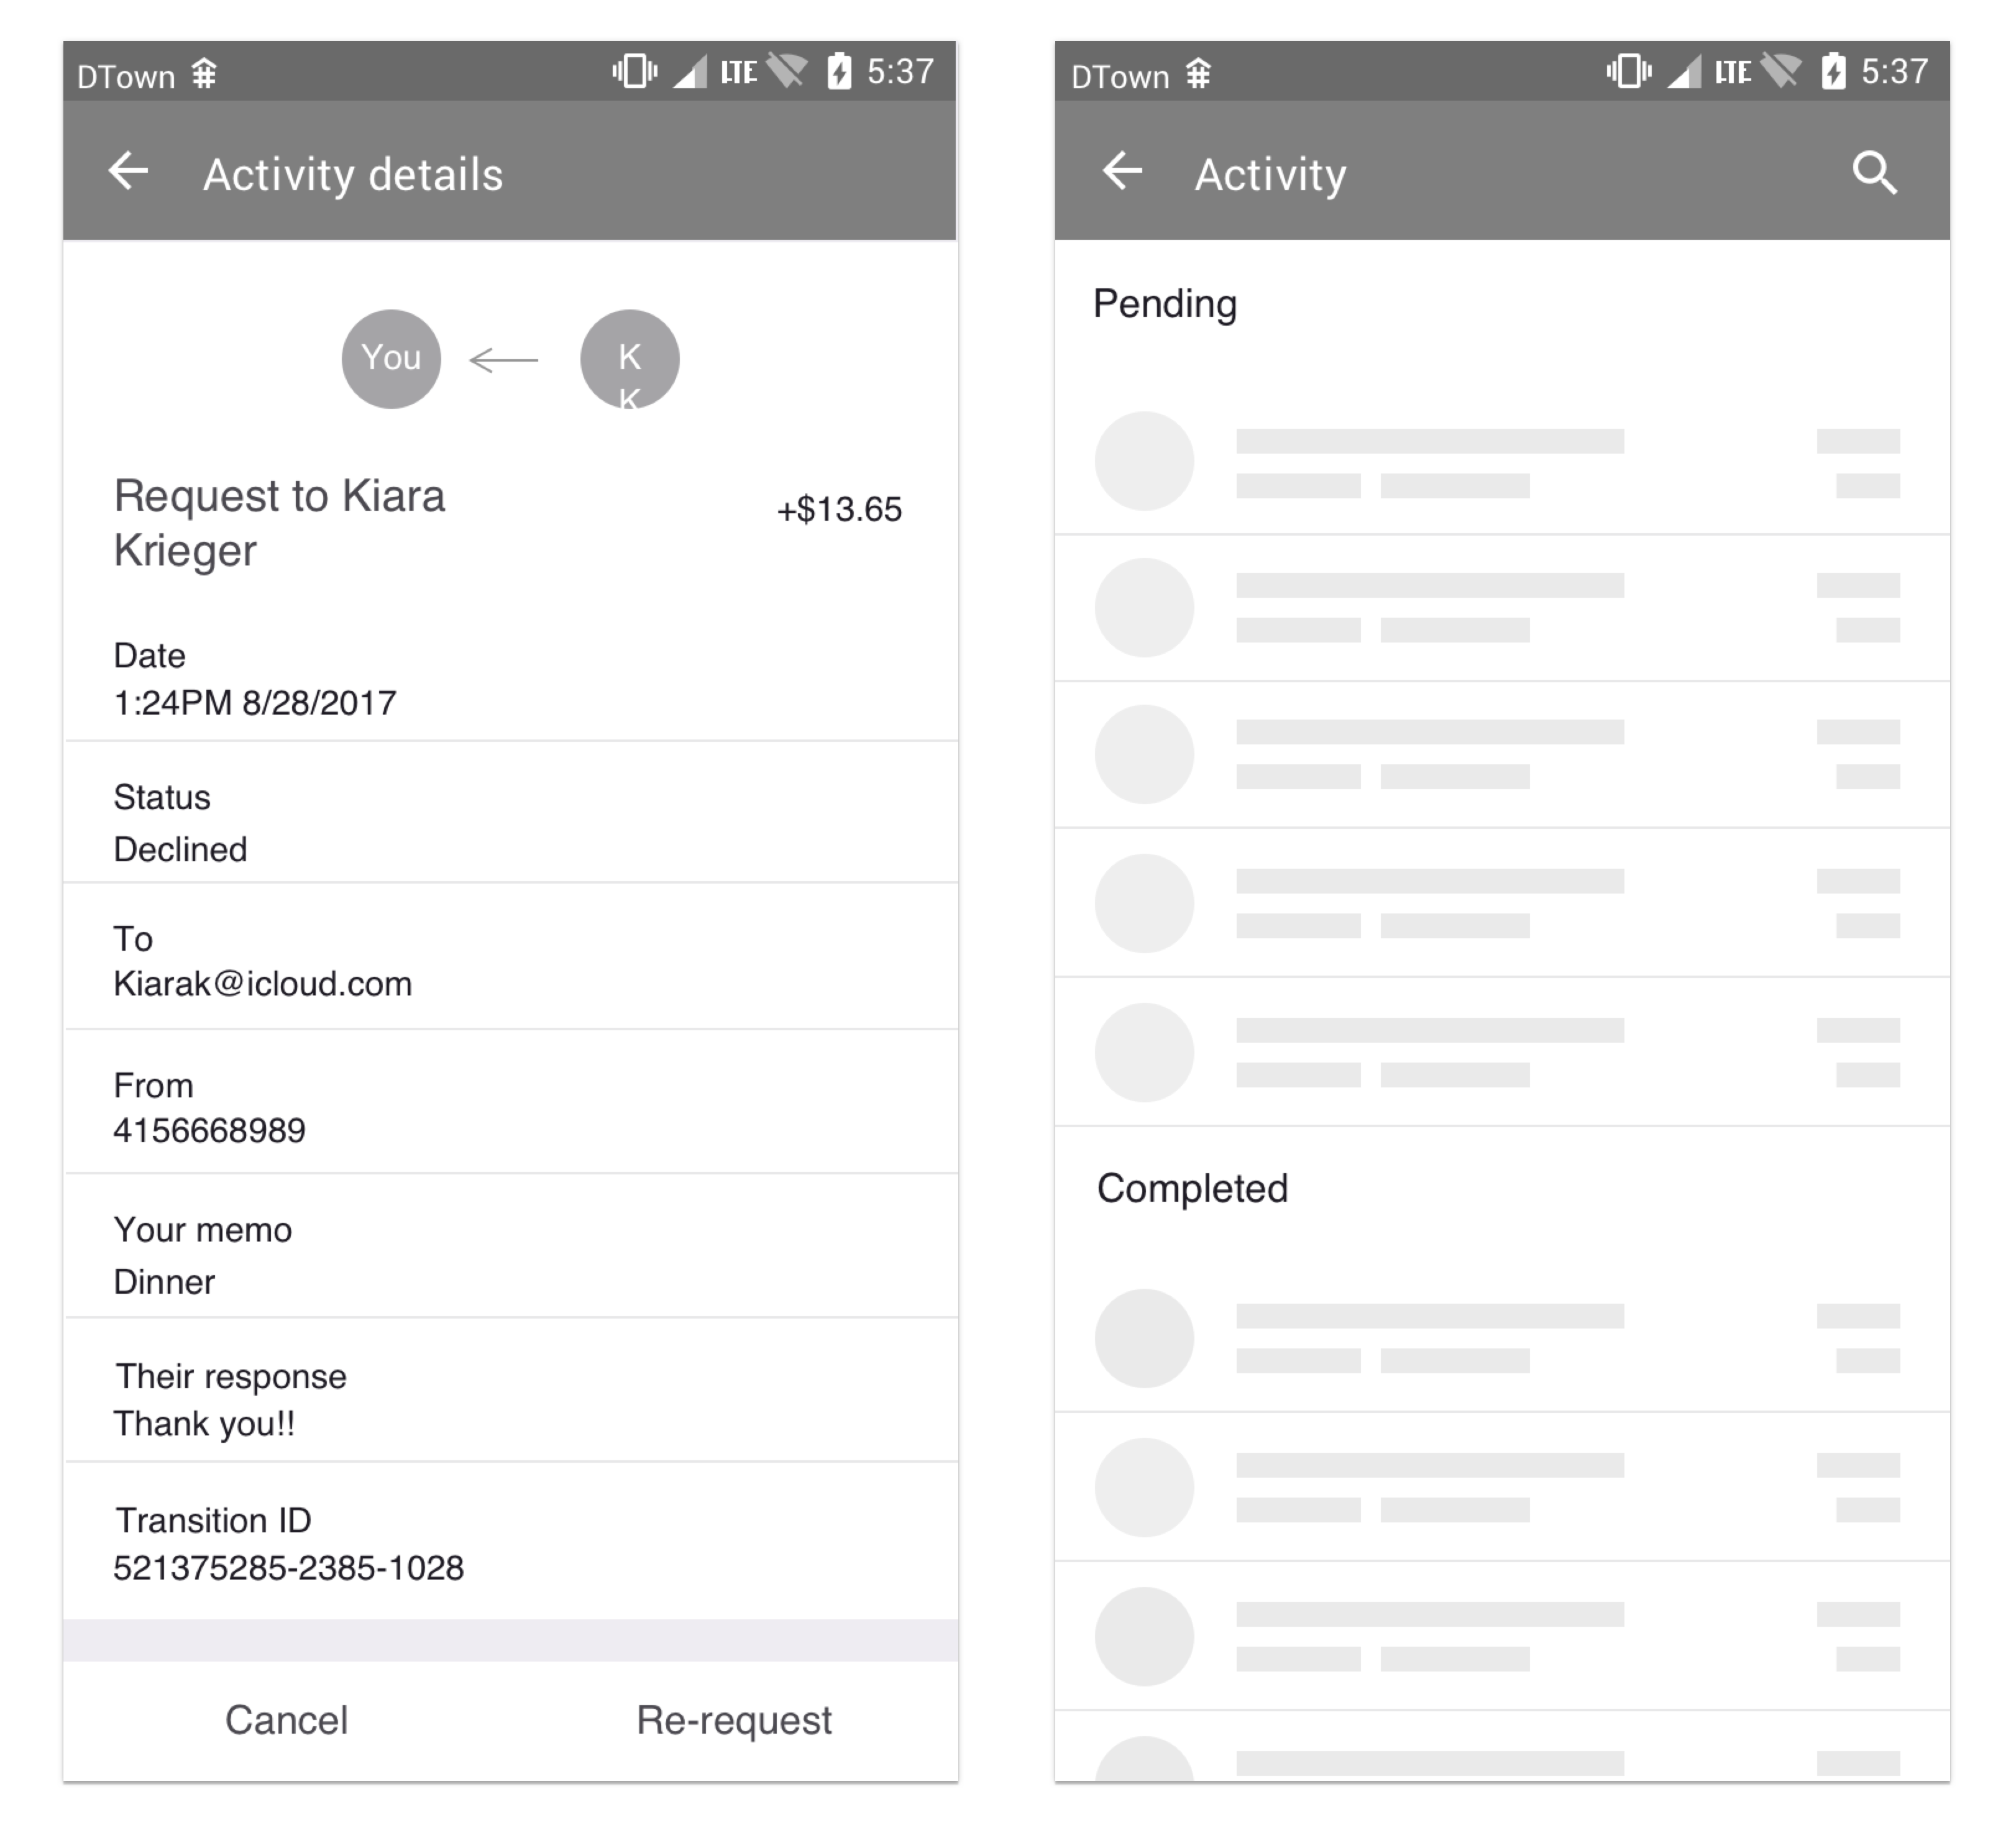 DTown LTE 5:37
Activity details
You
K
K
Request to Kiara
Krieger
+$13.65
Date
1:24PM 8/28/2017
Status
Declined
To
Kiarak@icloud.com
From
4156668989
Your memo
Dinner
Their response
Thank you!!
Transition ID
521375285-2385-1028
Cancel
Re-request
DTown LTE 5:37
Activity
Pending
Completed